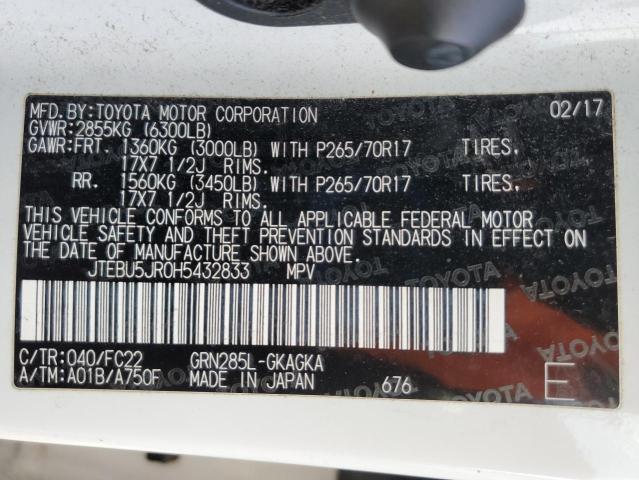 MFD. BY: TOYOTA MOTOR CORPORATION 02/17
GVWR: 2855KG (6300LB)
GAWR: FRT. 1360KG (3000LB) WITH P265/70R17 TIRES.
17X7 1/2J RIMS.
RR. 1560KG (3450LB) WITH P265/70R17 TIRES.
17X7 1/2J RIMS.
THIS VEHICLE CONFORMS TO ALL APPLICABLE FEDERAL MOTOR
VEHICLE SAFETY AND THEFT PREVENTION STANDARDS IN EFFECT ON
THE DATE OF MANUFACTURE SHOWN ABOVE.
JTEBU5JR0H5432833 MPV
C/TR: 040/FC22 GRN285L-GKAGKA
A/TM: A01B/A750F MADE IN JAPAN 676 E